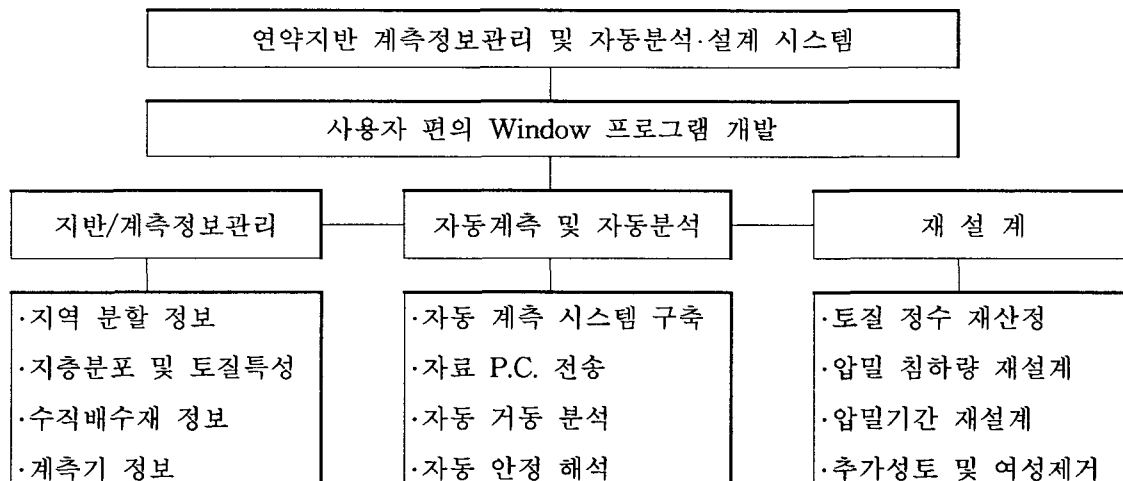 연약지반 계측정보관리 및 자동분석·설계 시스템
사용자 편의 Window 프로그램 개발
지반/계측정보관리
자동계측 및 자동분석
재 설 계
·지역 분할 정보
·지층분포 및 토질특성
·수직배수재 정보
·계측기 정보
·자동 계측 시스템 구축
·자료 P.C. 전송
·자동 거동 분석
·자동 안정 해석
·토질 정수 재산정
·압밀 침하량 재설계
·압밀기간 재설계
·추가성토 및 여성제거